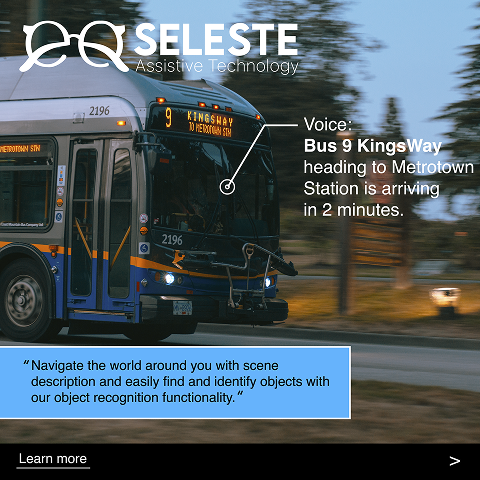 SELESTE
Assistive Technology
2196
9 KINGSWAY
TO METROTOWN STN
METROTOWN STN
Voice:
Bus 9 KingsWay
heading to Metrotown
Station is arriving
in 2 minutes.
2196
“Navigate the world around you with scene
description and easily find and identify objects with
our object recognition functionality.“
Learn more
>